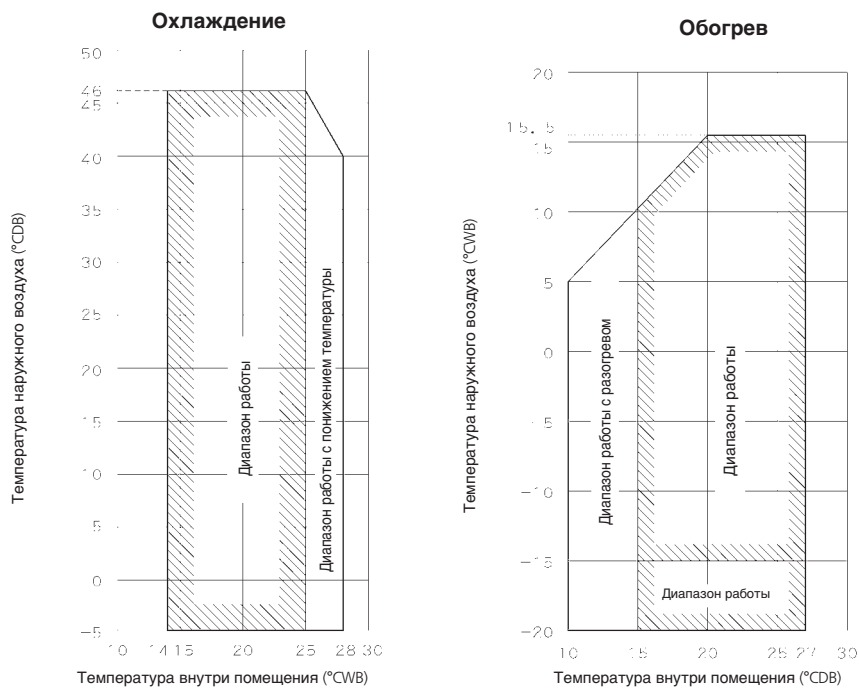 Охлаждение
50
46
45
40
35
30
25
20
15
10
5
0
−5
10 14 15 20 25 28 30
Температура наружного воздуха (°CDB)
Диапазон работы
Диапазон работы с понижением температуры
Температура внутри помещения (°CWB)
Обогрев
20
15.5
15
10
5
0
−5
−10
−15
−20
10 15 20 25 27 30
Температура наружного воздуха (°CWB)
Диапазон работы с разогревом
Диапазон работы
Диапазон работы
Температура внутри помещения (°CDB)